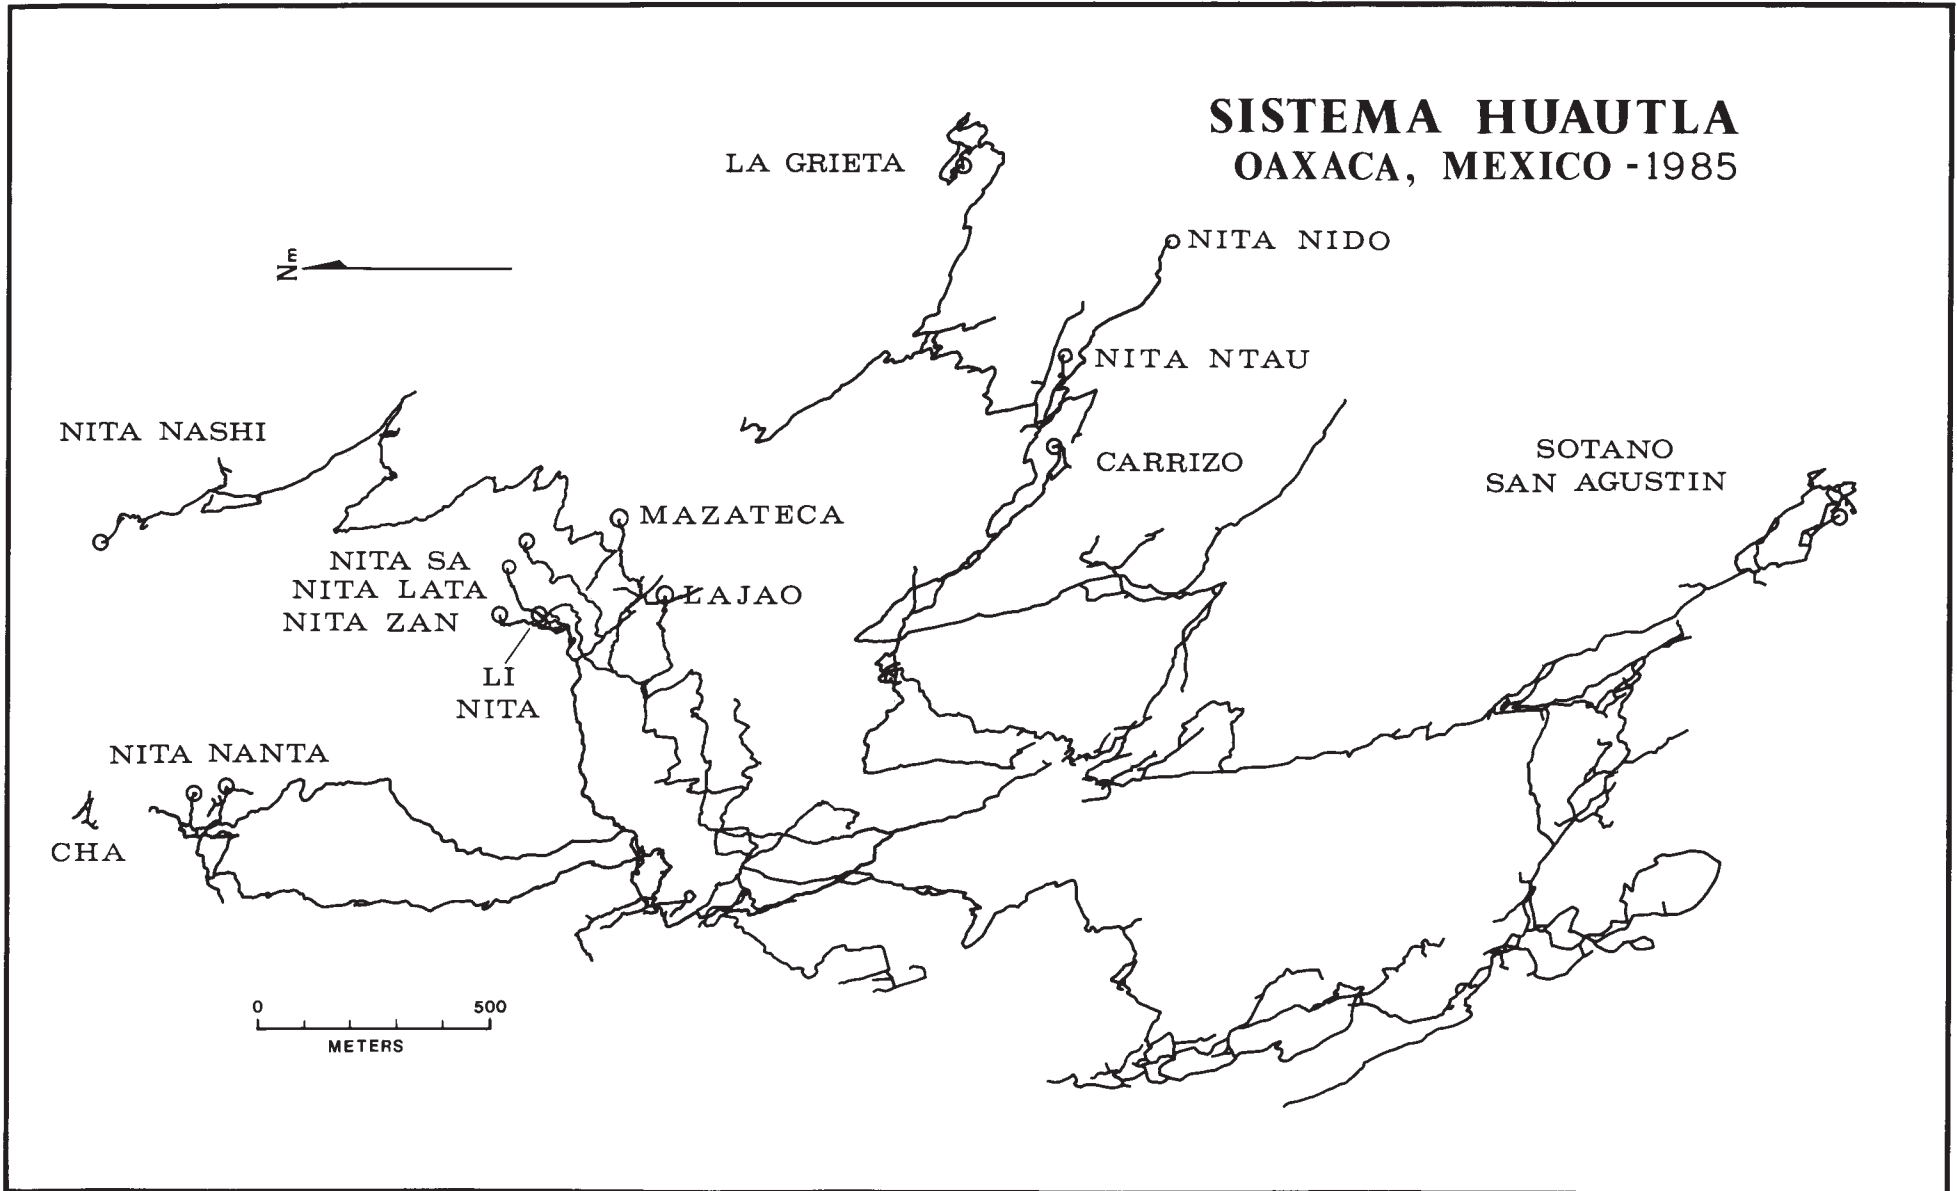 SISTEMA HUAUTLA
OAXACA, MEXICO - 1985
LA GRIETA
NITA NIDO
Nm
NITA NTAU
NITA NASHI
CARRIZO
SOTANO
SAN AGUSTIN
MAZATECA
NITA SA
NITA LATA
LAJAO
NITA ZAN
LI
NITA
NITA NANTA
CHA
0 500
METERS